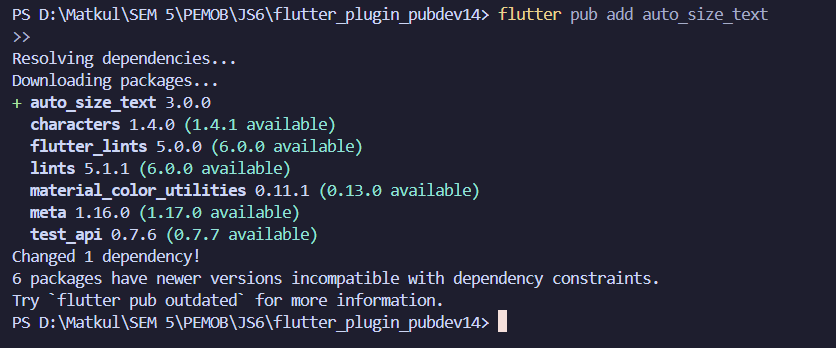 PS D:\Matkul\SEM 5\PEMOB\JS6\flutter_plugin_pubdev14> flutter pub add auto_size_text
>>
Resolving dependencies...
Downloading packages...
+ auto_size_text 3.0.0
  characters 1.4.0 (1.4.1 available)
  flutter_lints 5.0.0 (6.0.0 available)
  lints 5.1.1 (6.0.0 available)
  material_color_utilities 0.11.1 (0.13.0 available)
  meta 1.16.0 (1.17.0 available)
  test_api 0.7.6 (0.7.7 available)
Changed 1 dependency!
6 packages have newer versions incompatible with dependency constraints.
Try `flutter pub outdated` for more information.
PS D:\Matkul\SEM 5\PEMOB\JS6\flutter_plugin_pubdev14>